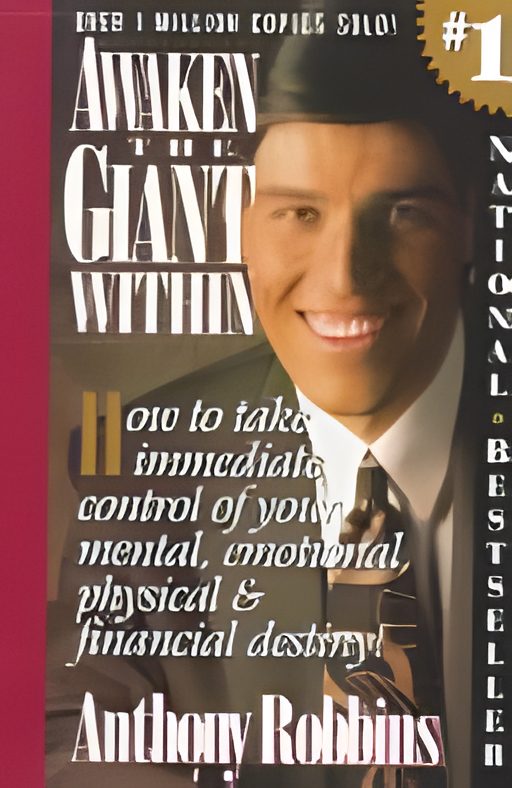 #1
AWAKEN
THE
GIANT
WITHIN
How to take
immediate
control of your
mental, emotional,
physical &
financial destiny!
Anthony Robbins
NATIONAL BESTSELLER